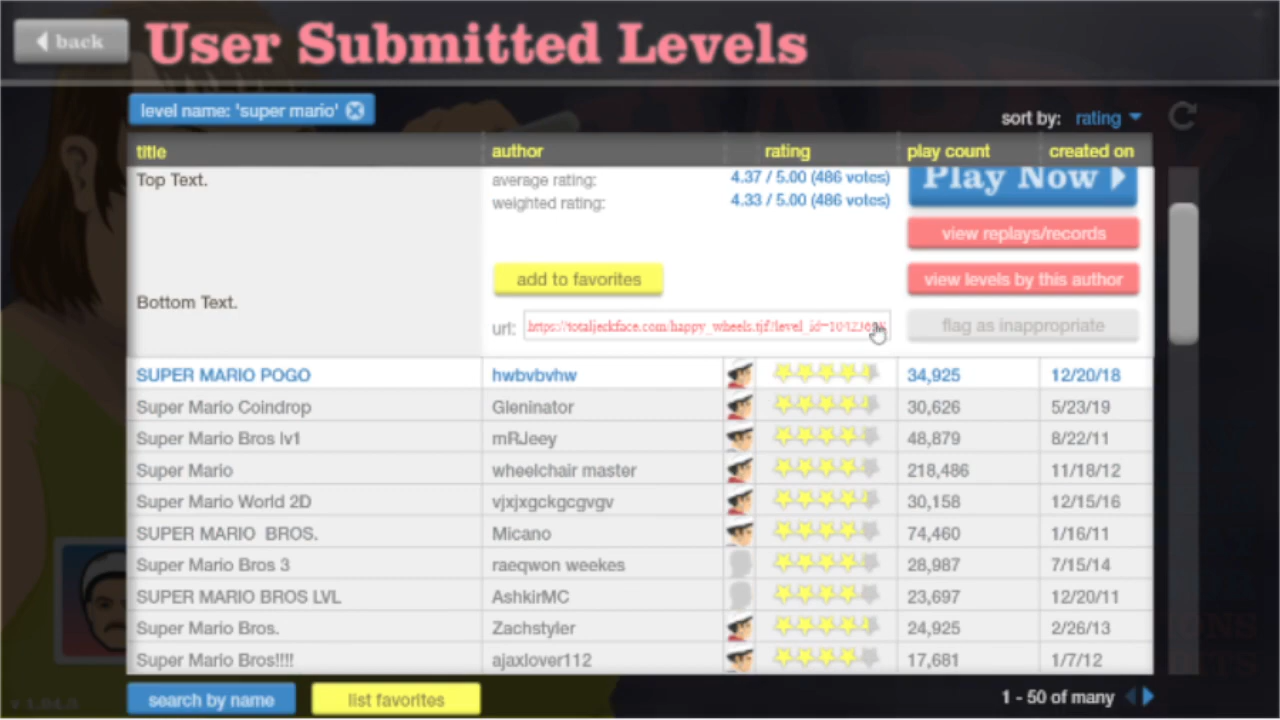 back
User Submitted Levels
level name: 'super mario'
sort by: rating
title author rating play count created on
Top Text.
average rating: 4.37 / 5.00 (486 votes)
weighted rating: 4.33 / 5.00 (486 votes)
Play Now
view replays/records
add to favorites
view levels by this author
Bottom Text.
url:
flag as inappropriate
SUPER MARIO POGO hwbvbvhw 34,925 12/20/18
Super Mario Coindrop Gleninator 30,626 5/23/19
Super Mario Bros lv1 mRJeey 48,879 8/22/11
Super Mario wheelchair master 218,486 11/18/12
Super Mario World 2D vjxjxgckgcgvgv 30,158 12/15/16
SUPER MARIO BROS. Micano 74,460 1/16/11
Super Mario Bros 3 raeqwon weekes 28,987 7/15/14
SUPER MARIO BROS LVL AshkirMC 23,697 12/20/11
Super Mario Bros. Zachstyler 24,925 2/26/13
Super Mario Bros!!!! ajaxlover112 17,681 1/7/12
search by name
list favorites
1 - 50 of many